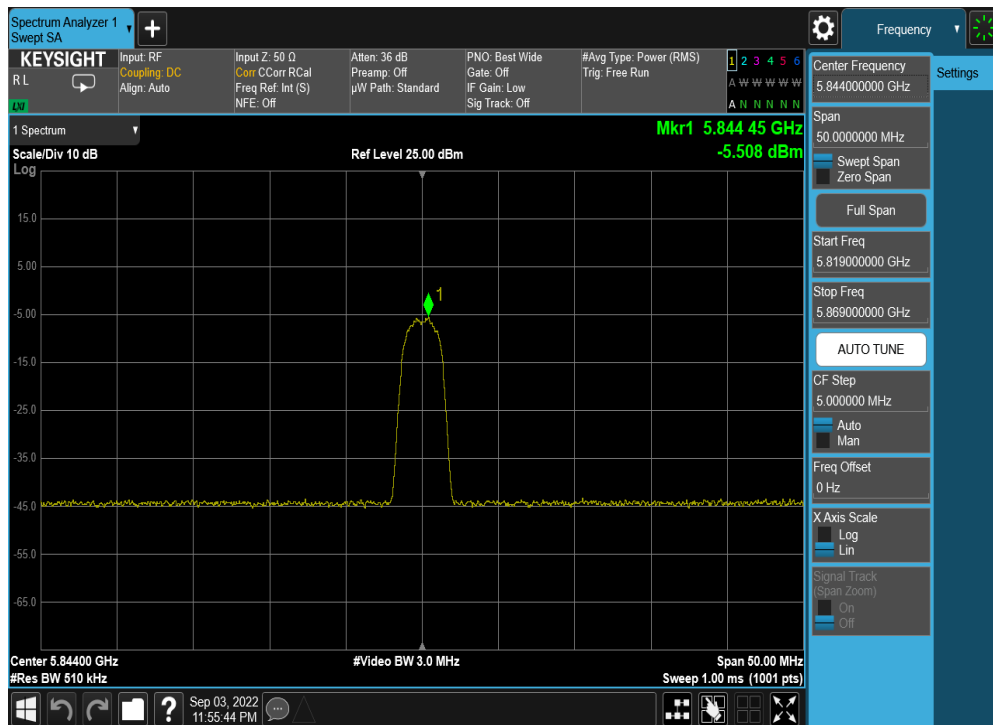 Spectrum Analyzer 1
Swept SA
Frequency
KEYSIGHT
R L
LXI
Input: RF
Coupling: DC
Align: Auto
Input Z: 50 Ω
Corr CCorr RCal
Freq Ref: Int (S)
NFE: Off
Atten: 36 dB
Preamp: Off
µW Path: Standard
PNO: Best Wide
Gate: Off
IF Gain: Low
Sig Track: Off
#Avg Type: Power (RMS)
Trig: Free Run
1 2 3 4 5 6
A W W W W W
A N N N N N
1 Spectrum
Scale/Div 10 dB
Log
Ref Level 25.00 dBm
Mkr1 5.844 45 GHz
-5.508 dBm
15.0
5.00
-5.00
-15.0
-25.0
-35.0
-45.0
-55.0
-65.0
1
Center 5.84400 GHz
#Res BW 510 kHz
#Video BW 3.0 MHz
Span 50.00 MHz
Sweep 1.00 ms (1001 pts)
Center Frequency
5.844000000 GHz
Settings
Span
50.0000000 MHz
Swept Span
Zero Span
Full Span
Start Freq
5.819000000 GHz
Stop Freq
5.869000000 GHz
AUTO TUNE
CF Step
5.000000 MHz
Auto
Man
Freq Offset
0 Hz
X Axis Scale
Log
Lin
Signal Track
(Span Zoom)
On
Off
?
Sep 03, 2022
11:55:44 PM